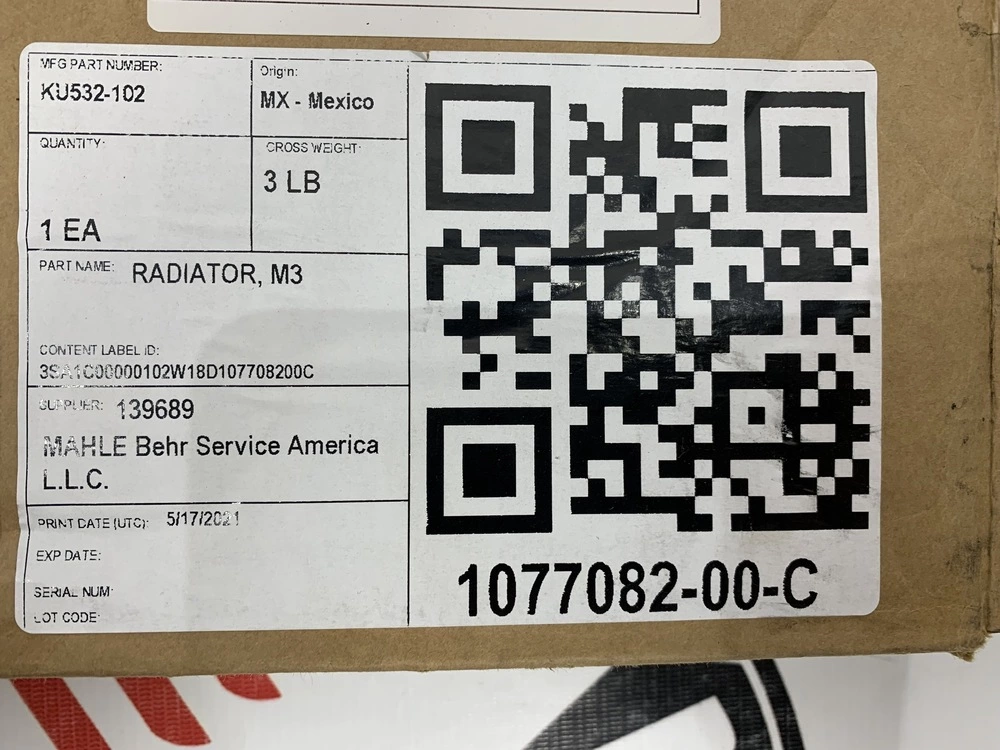 MFG PART NUMBER:
KU532-102
Origin:
MX - Mexico
QUANTITY:
1 EA
GROSS WEIGHT:
3 LB
PART NAME: RADIATOR, M3
CONTENT LABEL ID:
3SA1C00000102W18D107708200C
SUPPLIER: 139689
MAHLE Behr Service America
L.L.C.
PRINT DATE (UTC): 5/17/2021
EXP DATE:
SERIAL NUM:
LOT CODE:
1077082-00-C